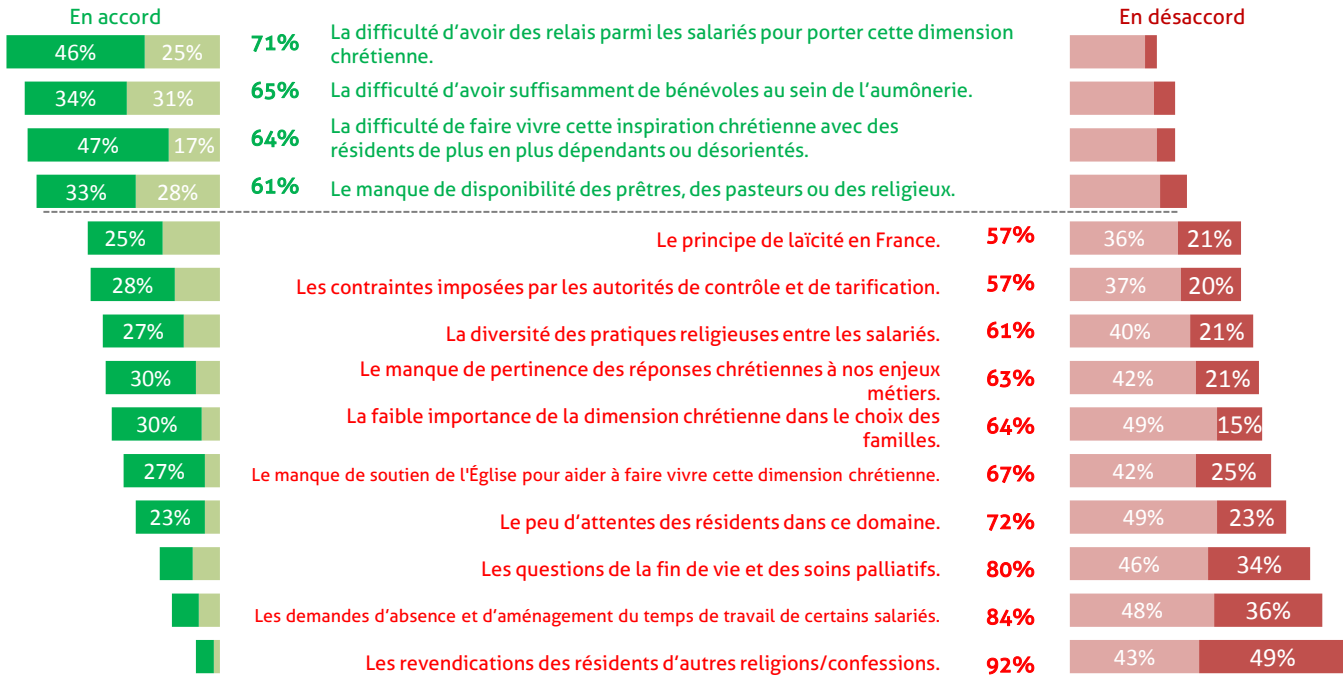 En accord
En désaccord
46% 25% 71% La difficulté d'avoir des relais parmi les salariés pour porter cette dimension
chrétienne.
34% 31% 65% La difficulté d'avoir suffisamment de bénévoles au sein de l'aumônerie.
47% 17% 64% La difficulté de faire vivre cette inspiration chrétienne avec des
résidents de plus en plus dépendants ou désorientés.
33% 28% 61% Le manque de disponibilité des prêtres, des pasteurs ou des religieux.
25% Le principe de laïcité en France. 57% 36% 21%
28% Les contraintes imposées par les autorités de contrôle et de tarification. 57% 37% 20%
27% La diversité des pratiques religieuses entre les salariés. 61% 40% 21%
30% Le manque de pertinence des réponses chrétiennes à nos enjeux
métiers. 63% 42% 21%
30% La faible importance de la dimension chrétienne dans le choix des
familles. 64% 49% 15%
27% Le manque de soutien de l'Église pour aider à faire vivre cette dimension chrétienne. 67% 42% 25%
23% Le peu d'attentes des résidents dans ce domaine. 72% 49% 23%
Les questions de la fin de vie et des soins palliatifs. 80% 46% 34%
Les demandes d'absence et d'aménagement du temps de travail de certains salariés. 84% 48% 36%
Les revendications des résidents d'autres religions/confessions. 92% 43% 49%